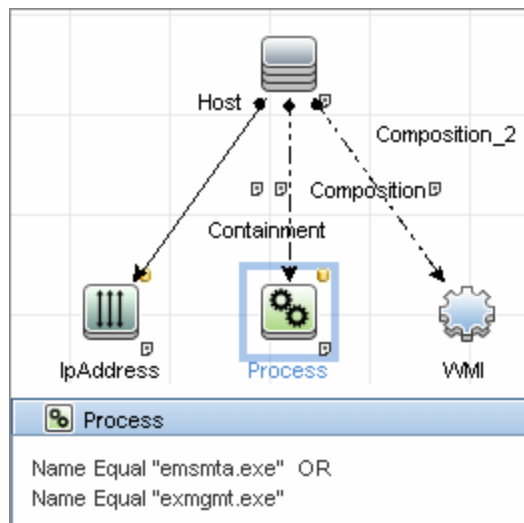 Host
Composition_2
Composition
Containment
IpAddress
Process
WMI
Process
Name Equal "emsmta.exe" OR
Name Equal "exmgmt.exe"